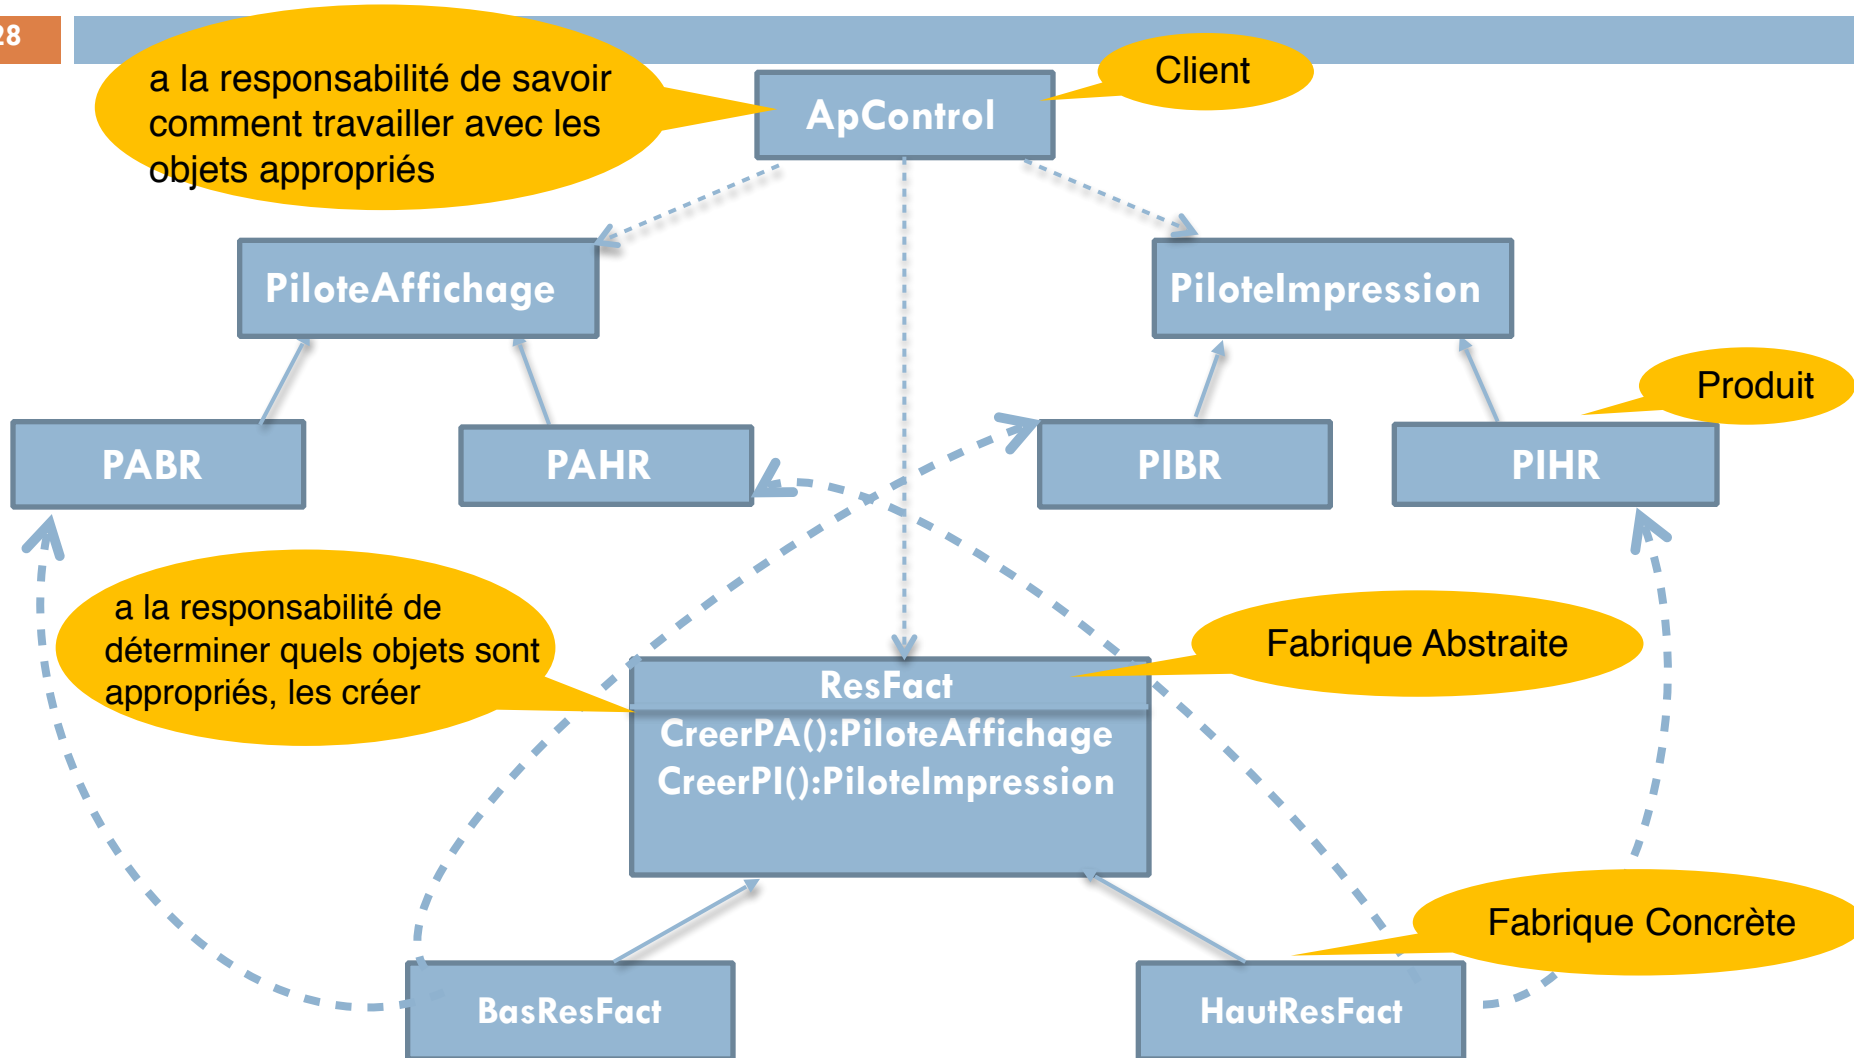 28
a la responsabilité de savoir
comment travailler avec les
objets appropriés
Client
ApControl
PiloteAffichage
PiloteImpression
Produit
PABR
PAHR
PIBR
PIHR
a la responsabilité de
déterminer quels objets sont
appropriés, les créer
Fabrique Abstraite
ResFact
CreerPA():PiloteAffichage
CreerPI():PiloteImpression
Fabrique Concrète
BasResFact
HautResFact